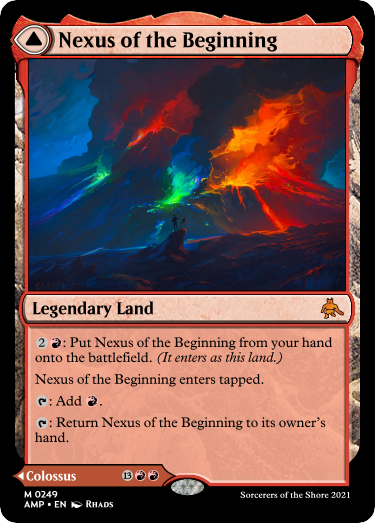 Nexus of the Beginning
Legendary Land
2 R: Put Nexus of the Beginning from your hand
onto the battlefield. (It enters as this land.)
Nexus of the Beginning enters tapped.
: Add .
: Return Nexus of the Beginning to its owner's
hand.
Colossus 13
M 0249
AMP • EN Rhads
Sorcerers of the Shore 2021